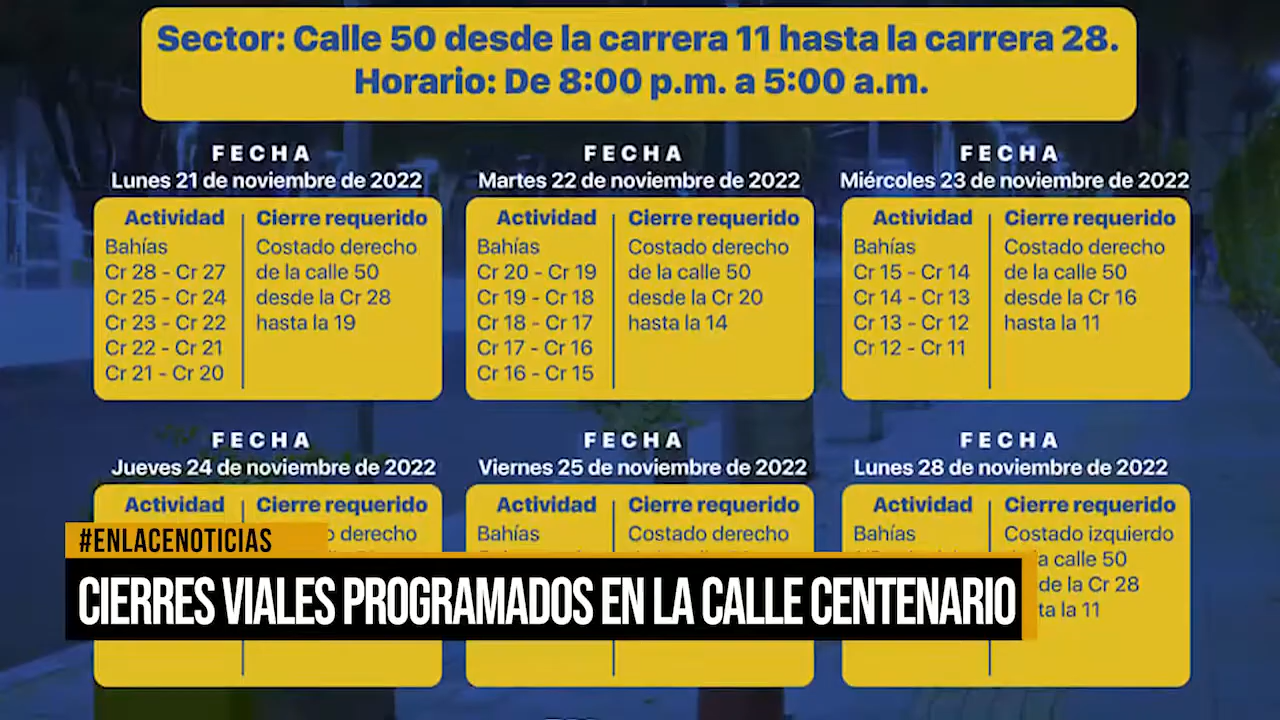 Sector: Calle 50 desde la carrera 11 hasta la carrera 28.
Horario: De 8:00 p.m. a 5:00 a.m.
FECHA
Lunes 21 de noviembre de 2022
Actividad
Bahías
Cr 28 - Cr 27
Cr 25 - Cr 24
Cr 23 - Cr 22
Cr 22 - Cr 21
Cr 21 - Cr 20
Cierre requerido
Costado derecho
de la calle 50
desde la Cr 28
hasta la 19
FECHA
Martes 22 de noviembre de 2022
Actividad
Bahías
Cr 20 - Cr 19
Cr 19 - Cr 18
Cr 18 - Cr 17
Cr 17 - Cr 16
Cr 16 - Cr 15
Cierre requerido
Costado derecho
de la calle 50
desde la Cr 20
hasta la 14
FECHA
Miércoles 23 de noviembre de 2022
Actividad
Bahías
Cr 15 - Cr 14
Cr 14 - Cr 13
Cr 13 - Cr 12
Cr 12 - Cr 11
Cierre requerido
Costado derecho
de la calle 50
desde la Cr 16
hasta la 11
FECHA
Jueves 24 de noviembre de 2022
Actividad
Cierre requerido
derecho
FECHA
Viernes 25 de noviembre de 2022
Actividad
Bahías
Cierre requerido
Costado derecho
FECHA
Lunes 28 de noviembre de 2022
Actividad
Bahías
Cierre requerido
Costado izquierdo
la calle 50
de la Cr 28
la 11
#ENLACENOTICIAS
CIERRES VIALES PROGRAMADOS EN LA CALLE CENTENARIO